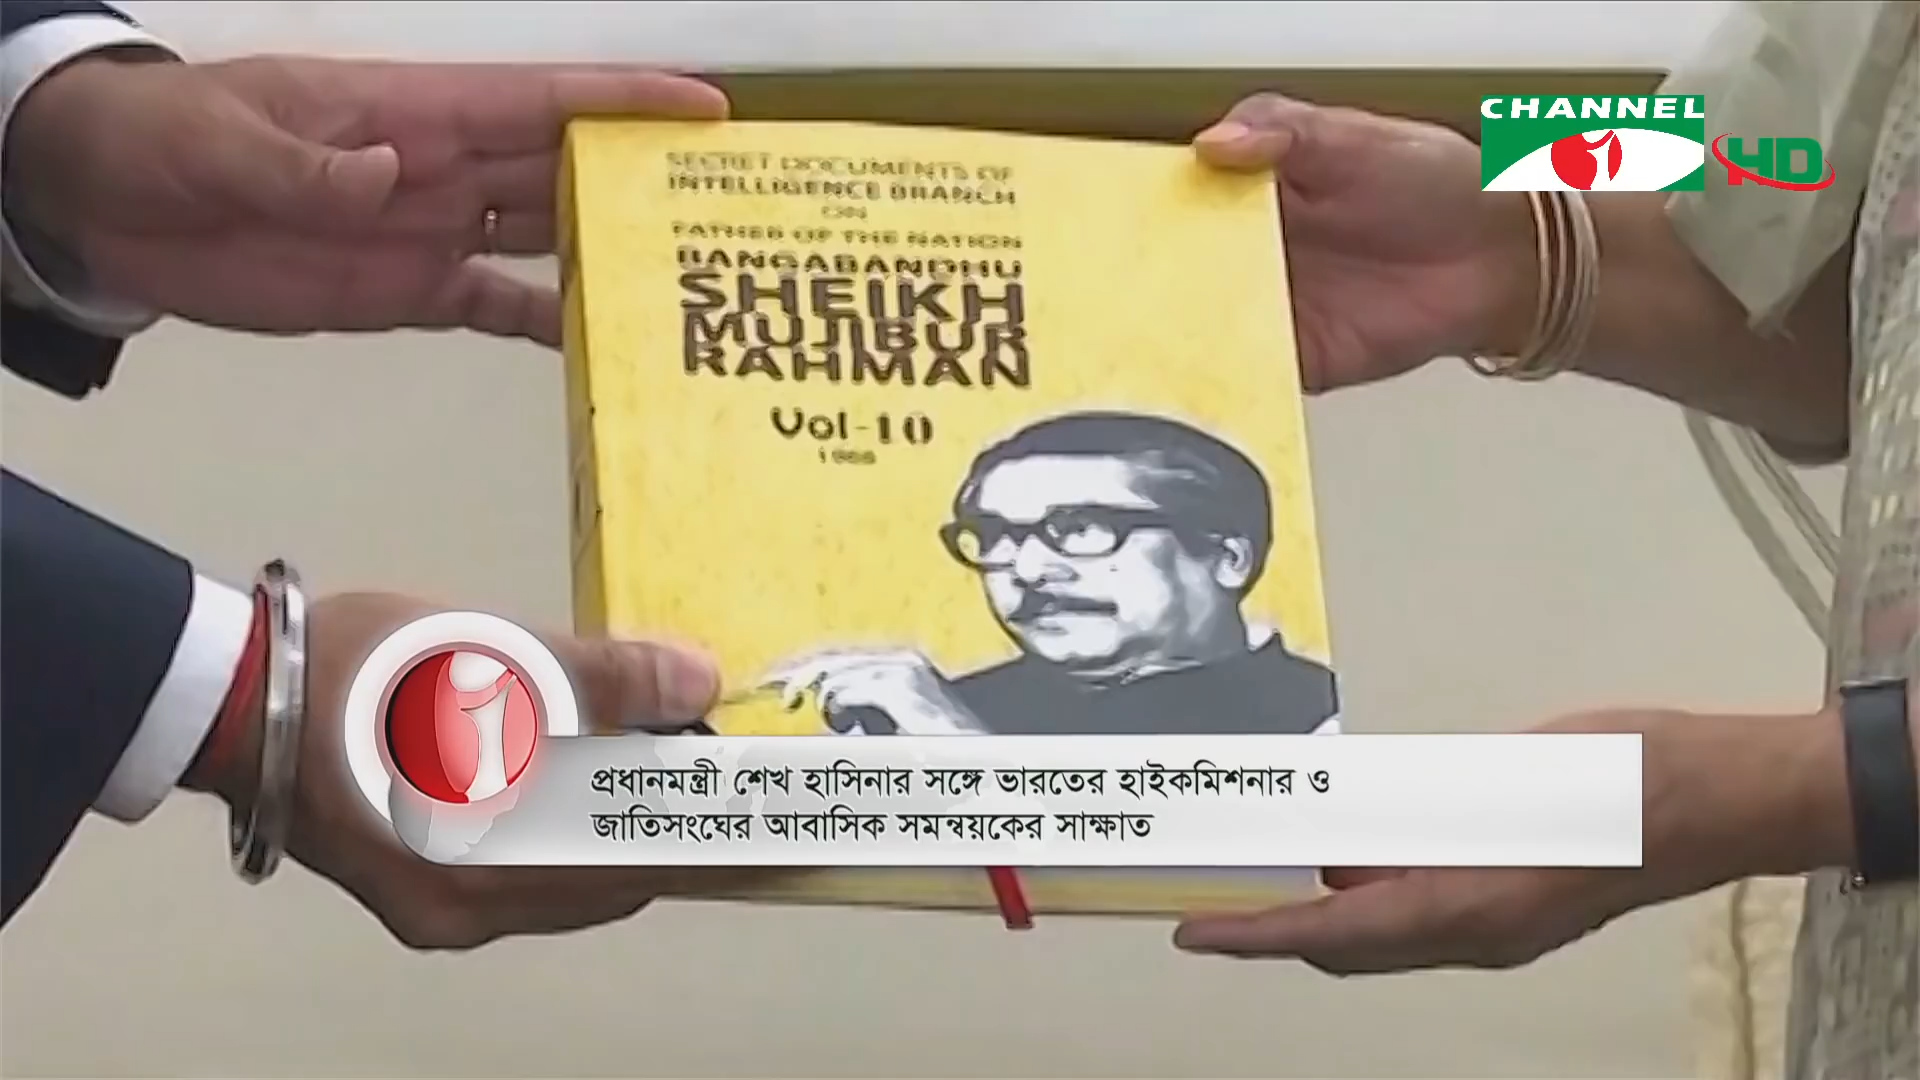 CHANNEL
i HD
SECRET DOCUMENTS OF
INTELLIGENCE BRANCH
ON
FATHER OF THE NATION
BANGABANDHU
SHEIKH
MUJIBUR
RAHMAN
Vol-10
প্রধানমন্ত্রী শেখ হাসিনার সঙ্গে ভারতের হাইকমিশনার ও
জাতিসংঘের আবাসিক সমন্বয়কের সাক্ষাত